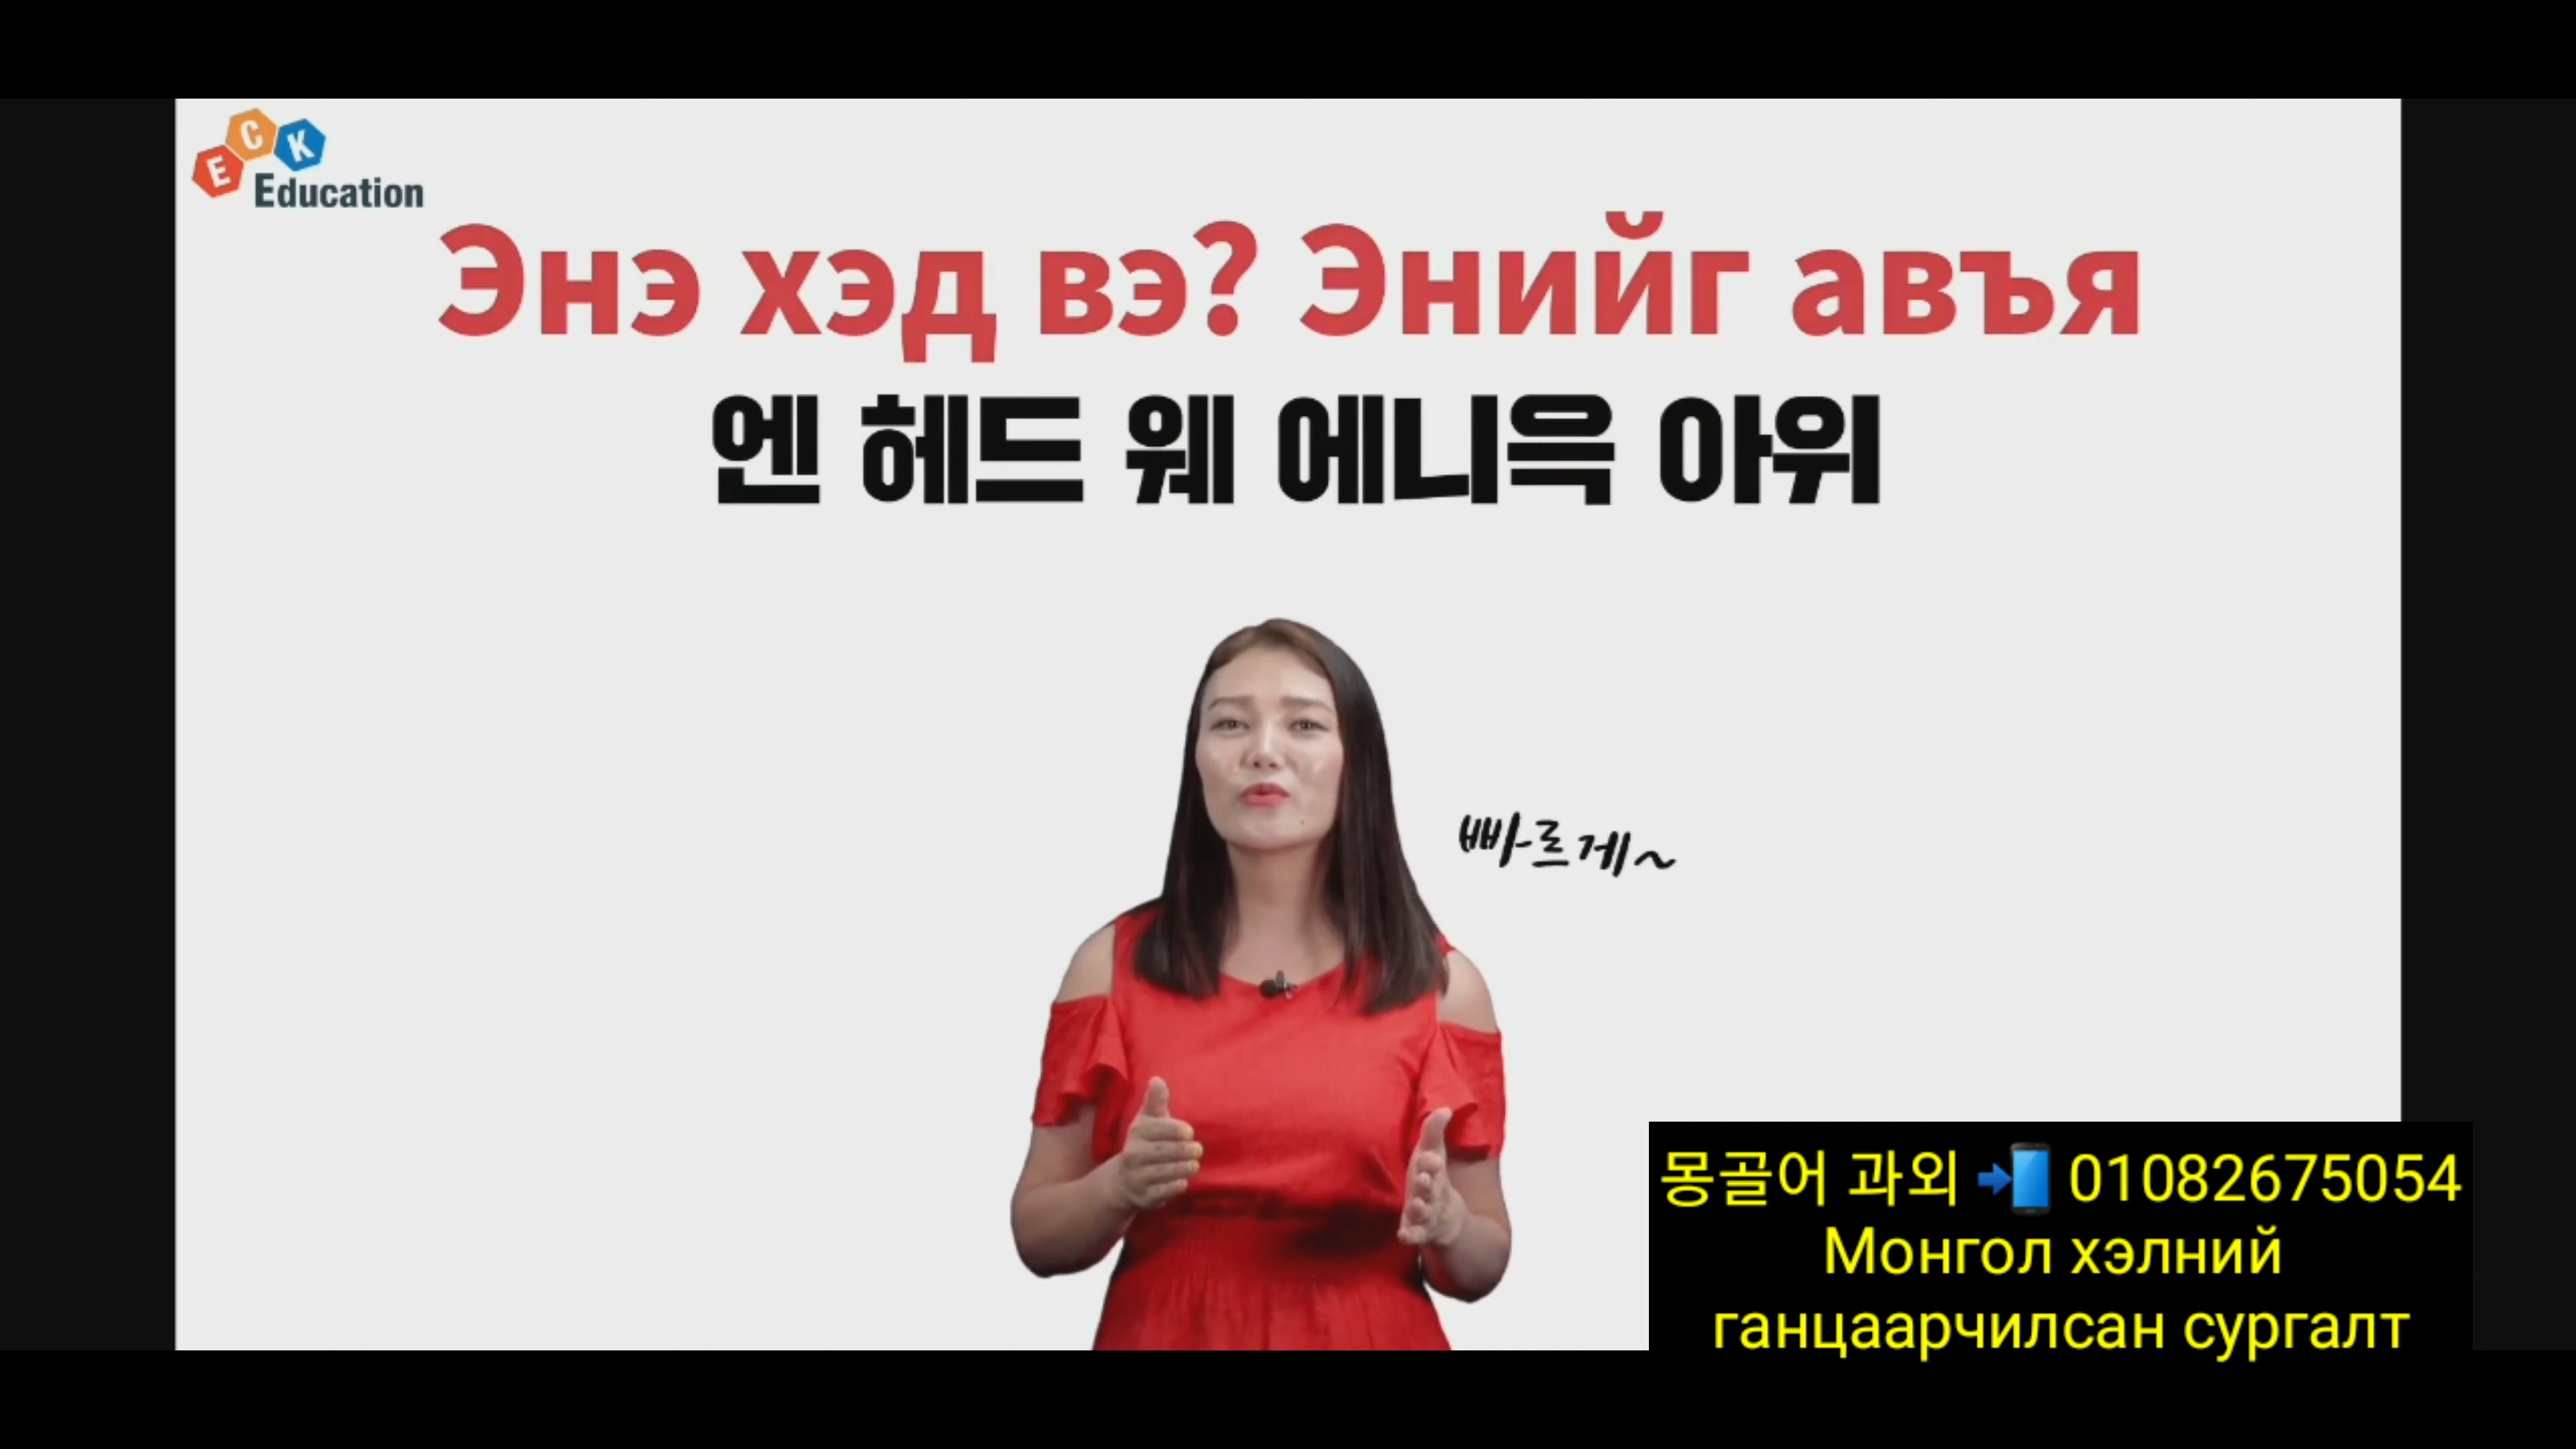 ECK
Education
Энэ хэд вэ? Энийг авъя
엔 헤드 웨 에니윽 아위
빠르게~
몽골어 과외 📲 01082675054
Монгол хэлний
ганцаарчилсан сургалт